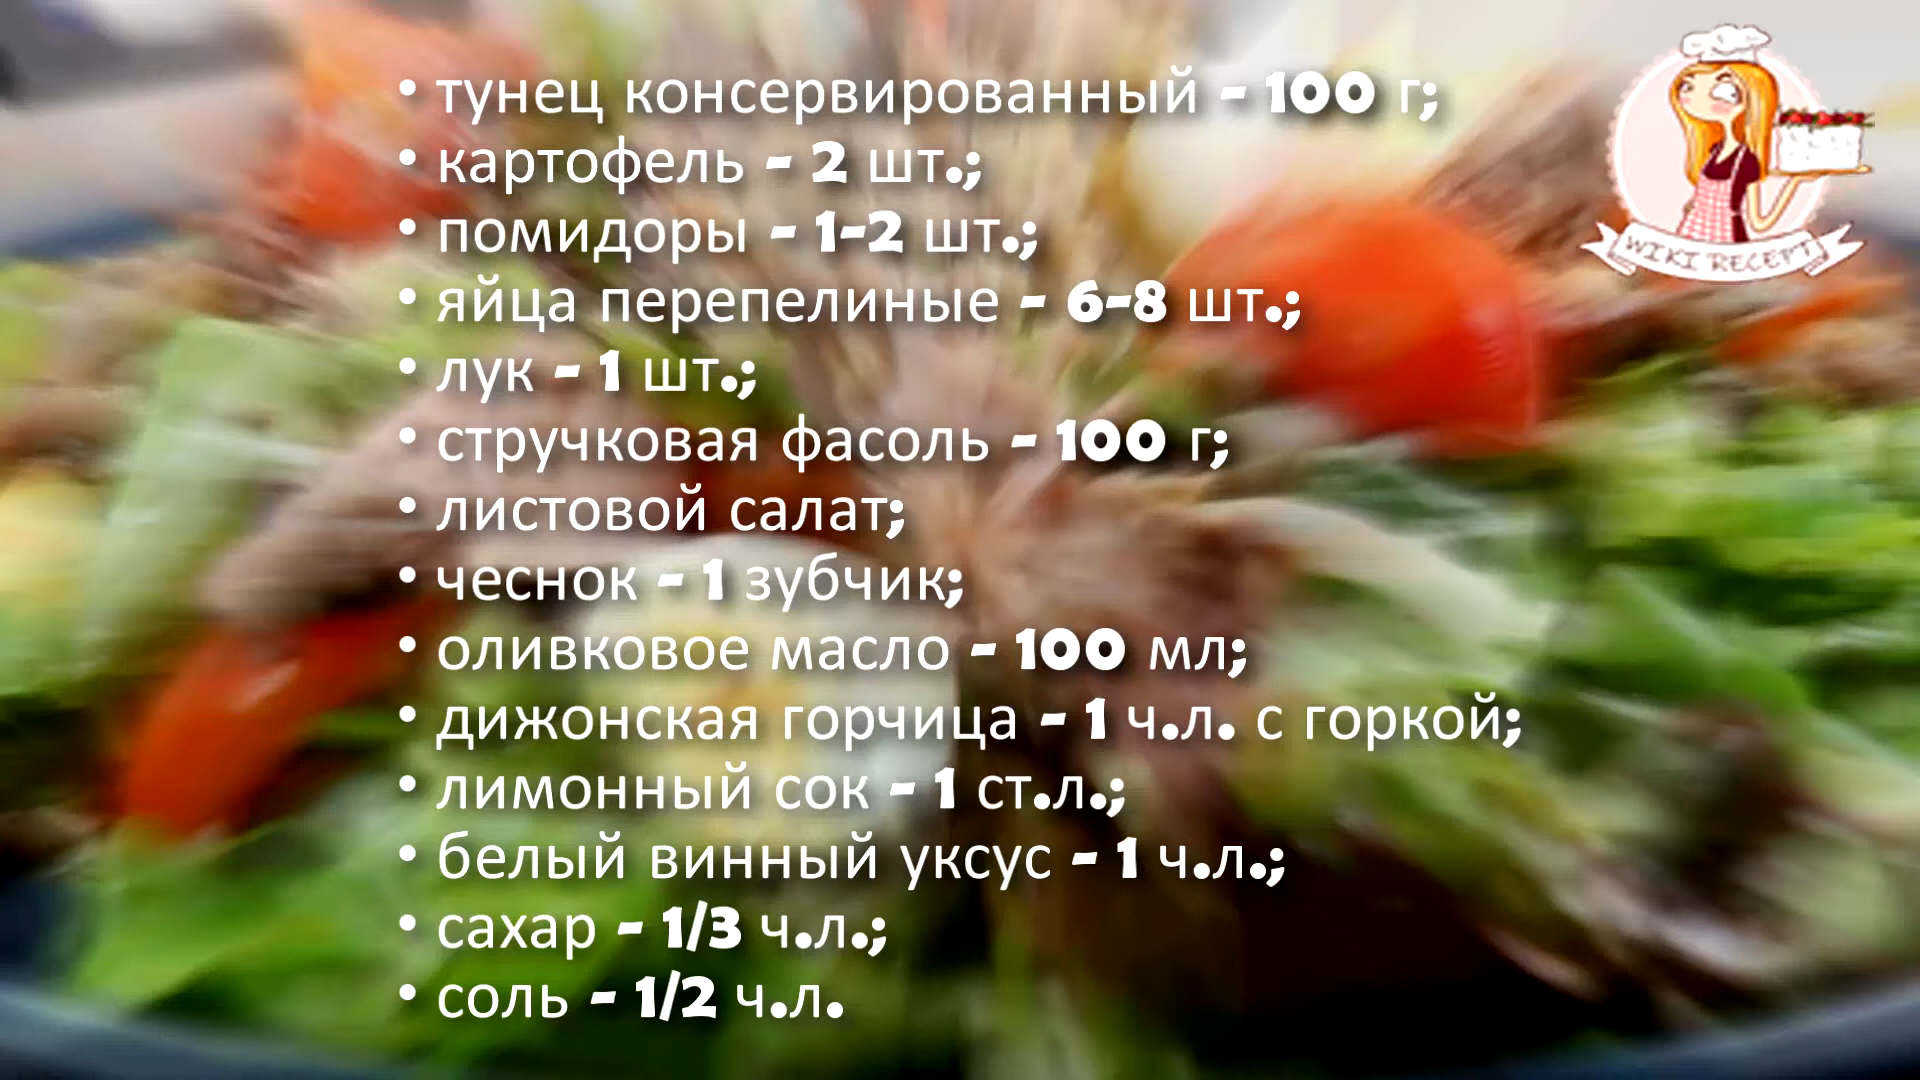 • тунец консервированный - 100 г;
• картофель - 2 шт.;
• помидоры - 1-2 шт.;
• яйца перепелиные - 6-8 шт.;
• лук - 1 шт.;
• стручковая фасоль - 100 г;
• листовой салат;
• чеснок - 1 зубчик;
• оливковое масло - 100 мл;
• дижонская горчица - 1 ч.л. с горкой;
• лимонный сок - 1 ст.л.;
• белый винный уксус - 1 ч.л.;
• сахар - 1/3 ч.л.;
• соль - 1/2 ч.л.
WIKI RECEPTI